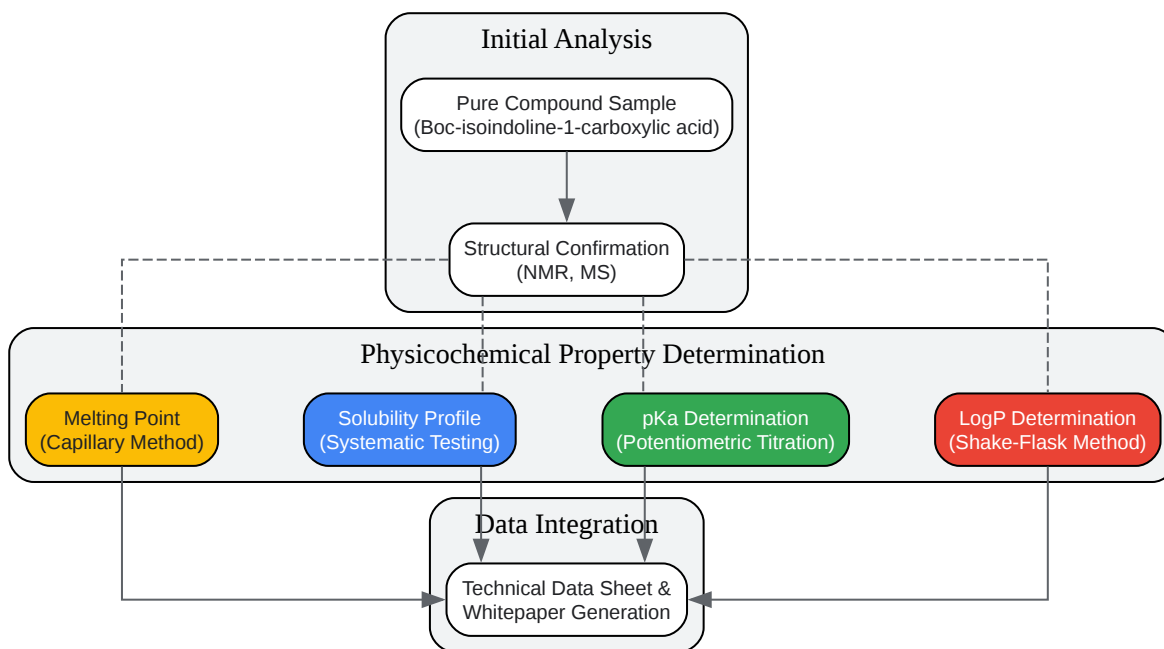 Initial Analysis
Pure Compound Sample
(Boc-isoindoline-1-carboxylic acid)
Structural Confirmation
(NMR, MS)
Physicochemical Property Determination
Melting Point
(Capillary Method)
Solubility Profile
(Systematic Testing)
pKa Determination
(Potentiometric Titration)
LogP Determination
(Shake-Flask Method)
Data Integration
Technical Data Sheet &
Whitepaper Generation